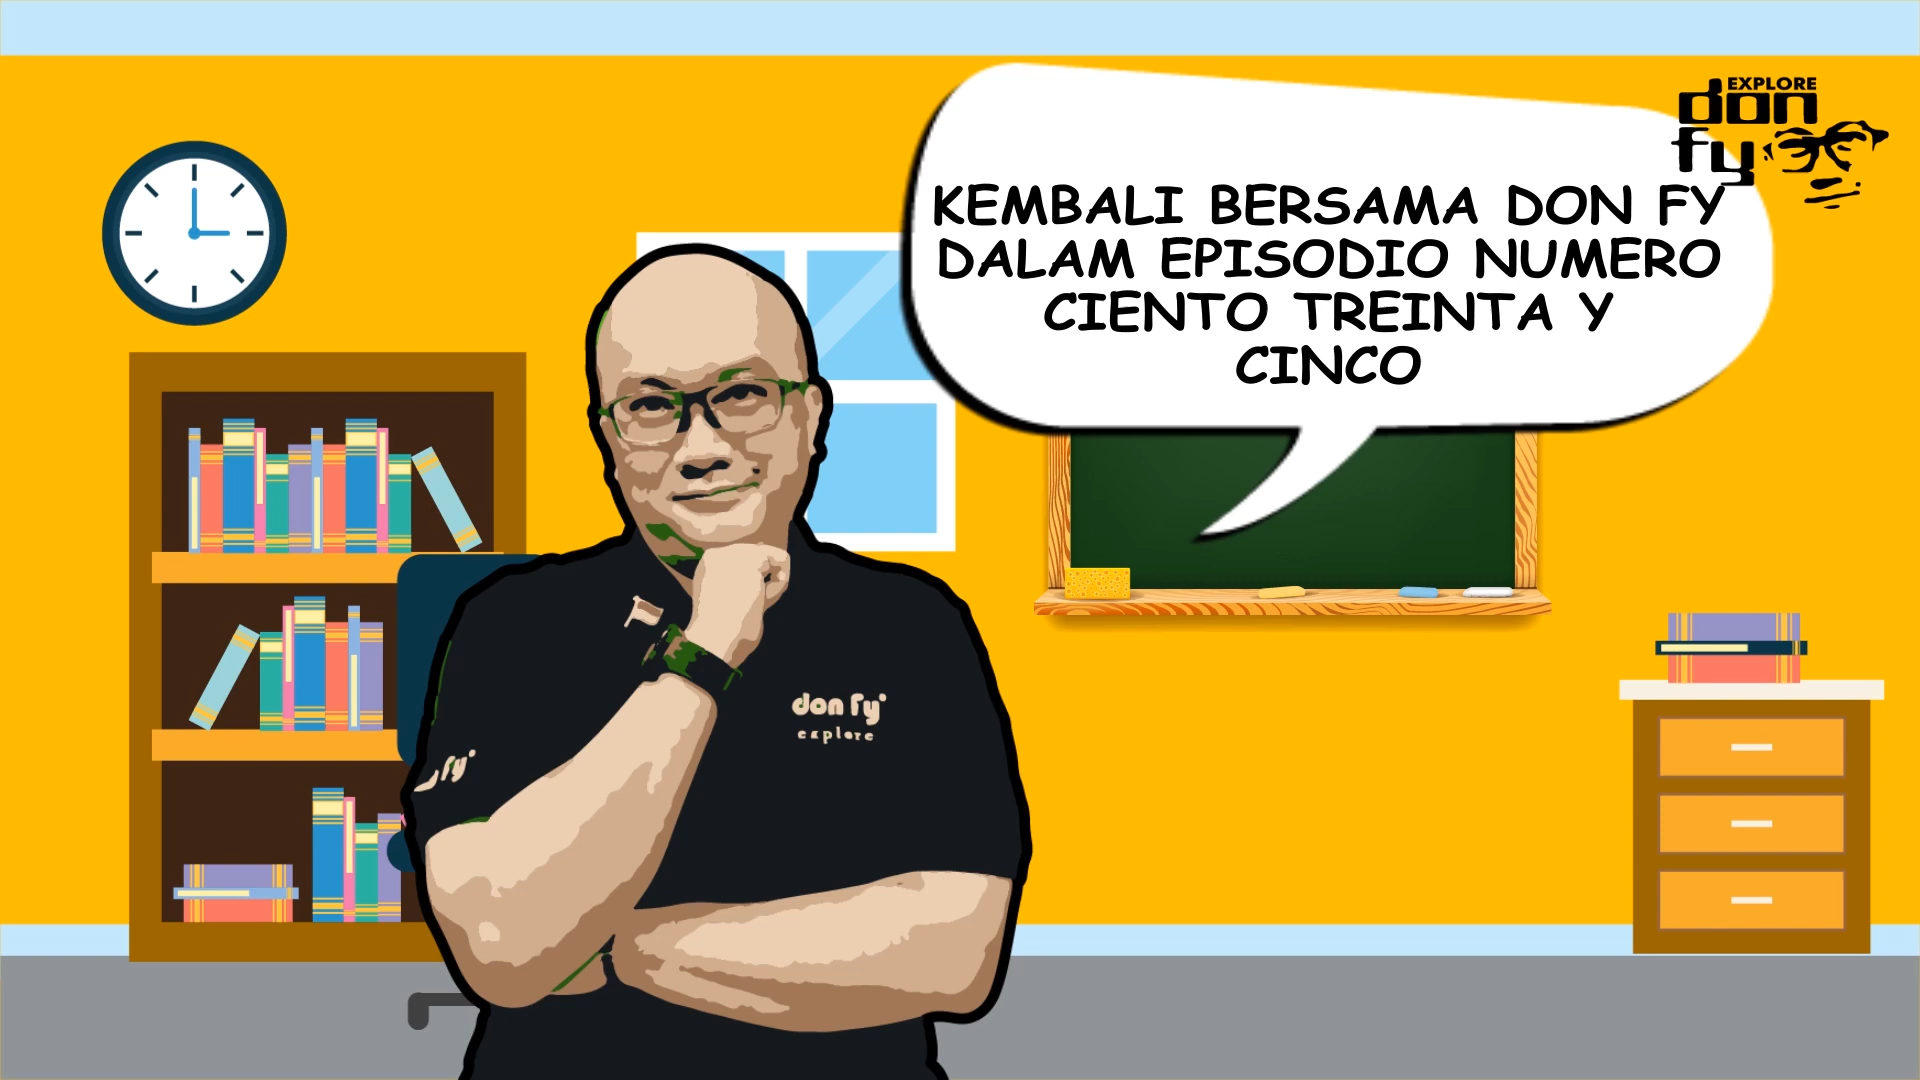 EXPLORE
don
fy
KEMBALI BERSAMA DON FY
DALAM EPISODIO NUMERO
CIENTO TREINTA Y
CINCO
don fy
explore
fy